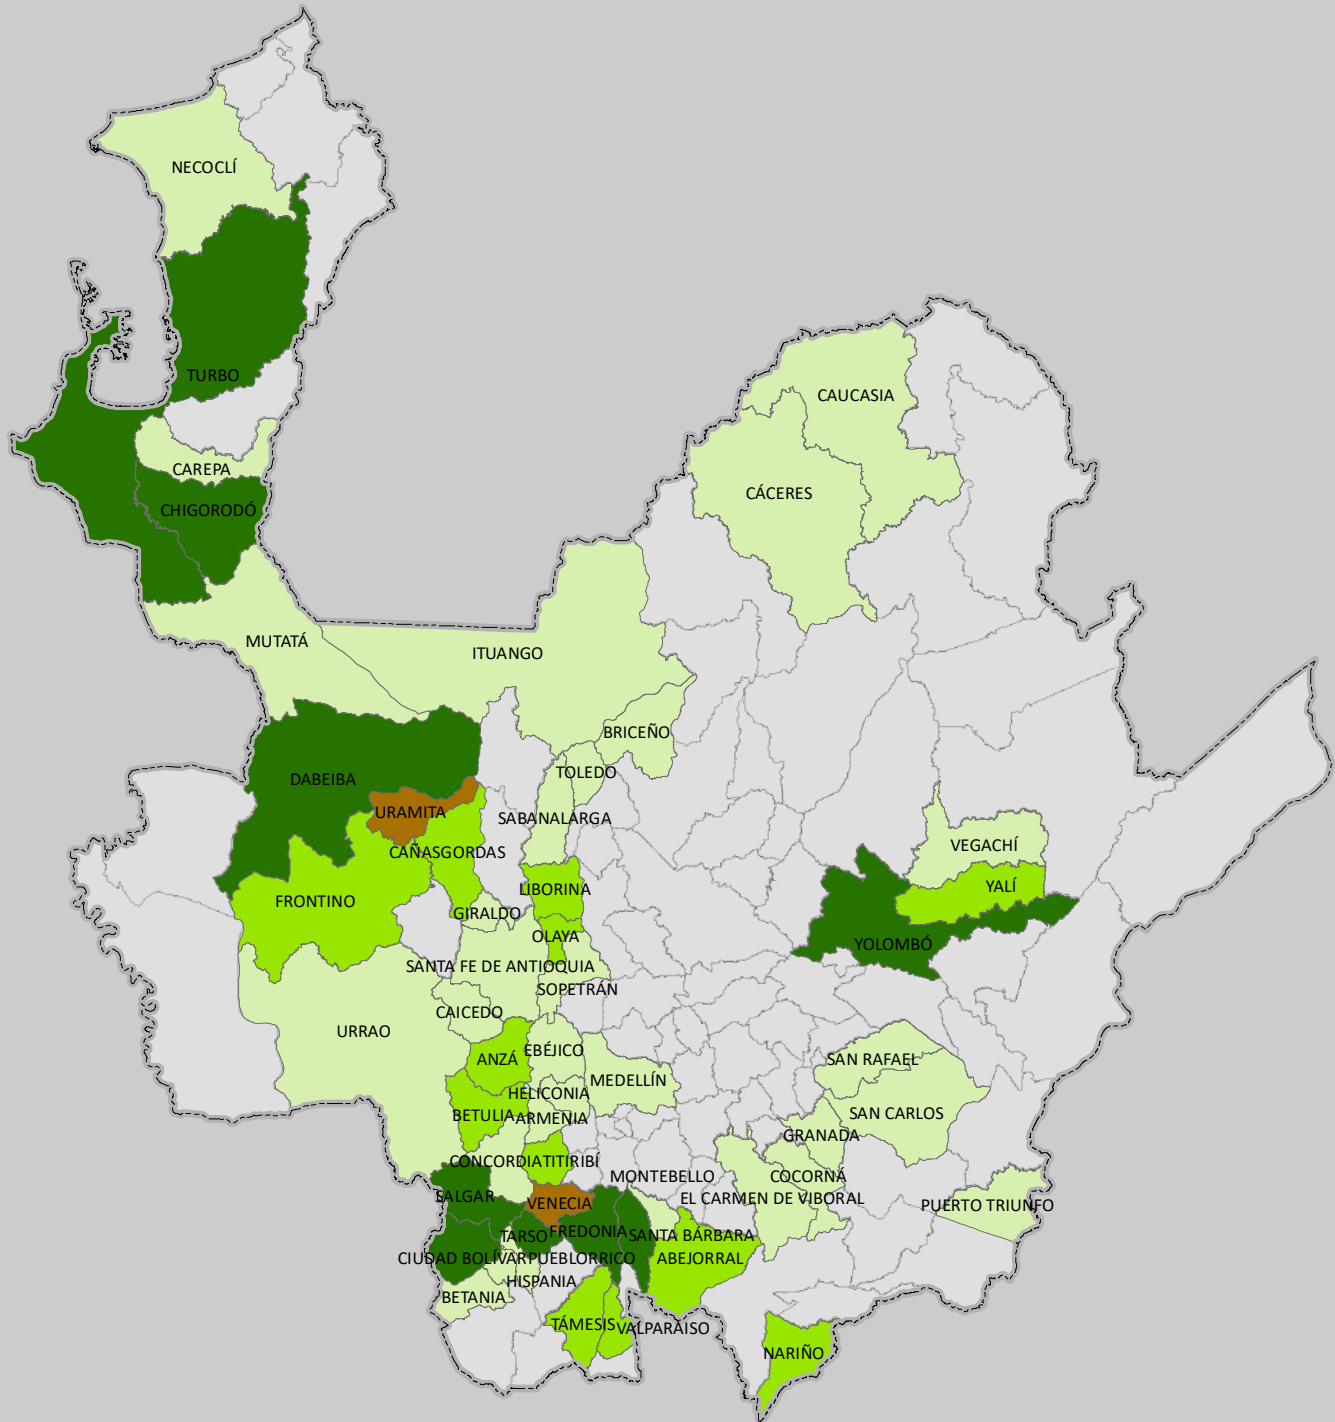 NECOCLÍ
TURBO
CAUCASIA
CAREPA
CÁCERES
CHIGORODÓ
MUTATÁ
ITUANGO
BRICEÑO
TOLEDO
DABEIBA
URAMITA
SABANALARGA
CAÑASGORDAS
VEGACHÍ
LIBORINA
YALÍ
FRONTINO
GIRALDO
OLAYA
YOLOMBÓ
SANTA FE DE ANTIOQUIA
SOPETRÁN
CAICEDO
URRAO
EBÉJICO
ANZÁ
SAN RAFAEL
MEDELLÍN
HELICONIA
BETULIA
ARMENIA
SAN CARLOS
GRANADA
CONCORDIA
TITIRIBÍ
MONTEBELLO
COCORNÁ
SALGAR
EL CARMEN DE VIBORAL
VENECIA
PUERTO TRIUNFO
TARSO
FREDONIA
SANTA BÁRBARA
CIUDAD BOLÍVAR
PUEBLORRICO
ABEJORRAL
HISPANIA
BETANIA
TÁMESIS
VALPARAISO
NARIÑO